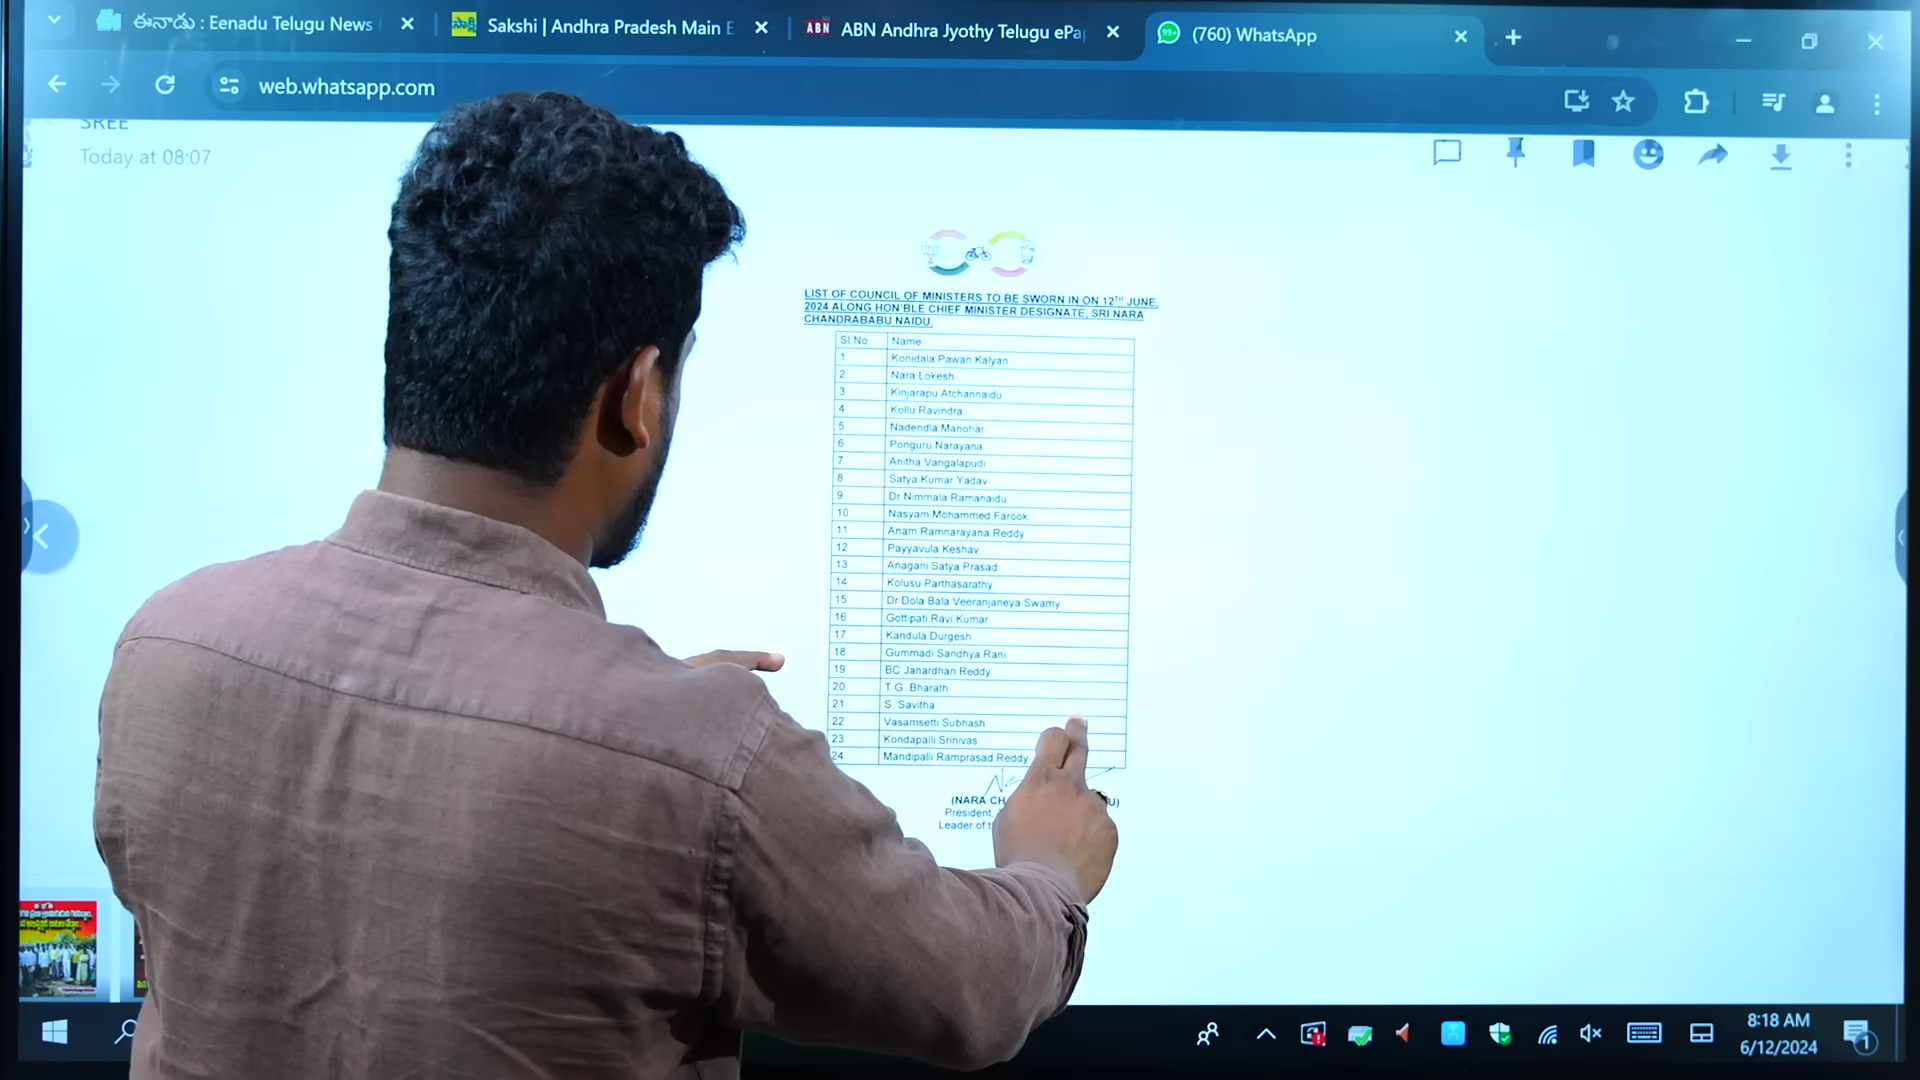 ఈనాడు : Eenadu Telugu News
Sakshi | Andhra Pradesh Main E
ABN
ABN Andhra Jyothy Telugu ePa
99+
(760) WhatsApp
web.whatsapp.com
SREE
Today at 08:07
LIST OF COUNCIL OF MINISTERS TO BE SWORN IN ON 12TH JUNE,
2024 ALONG HON'BLE CHIEF MINISTER DESIGNATE, SRI NARA
CHANDRABABU NAIDU.
Sl.No Name
1 Konidala Pawan Kalyan
2 Nara Lokesh
3 Kinjarapu Atchannaidu
4 Kollu Ravindra
5 Nadendla Manohar
6 Ponguru Narayana
7 Anitha Vangalapudi
8 Satya Kumar Yadav
9 Dr Nimmala Ramanaidu
10 Nasyam Mohammed Farook
11 Anam Ramnarayana Reddy
12 Payyavula Keshav
13 Anagani Satya Prasad
14 Kolusu Parthasarathy
15 Dr Dola Bala Veeranjaneya Swamy
16 Gottipati Ravi Kumar
17 Kandula Durgesh
18 Gummadi Sandhya Rani
19 BC Janardhan Reddy
20 T.G. Bharath
21 S. Savitha
22 Vasamsetti Subhash
23 Kondapalli Srinivas
24 Mandipalli Ramprasad Reddy
(NARA CH U)
President,
Leader of t
8:18 AM
6/12/2024
1